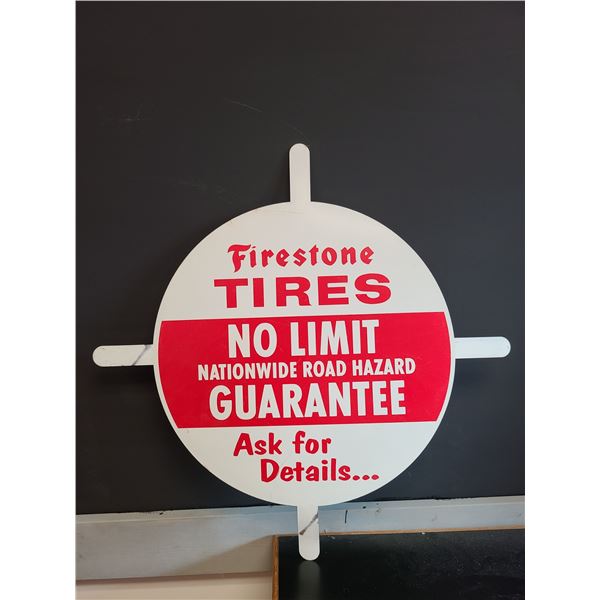 Firestone
TIRES
NO LIMIT
NATIONWIDE ROAD HAZARD
GUARANTEE
Ask for
Details...